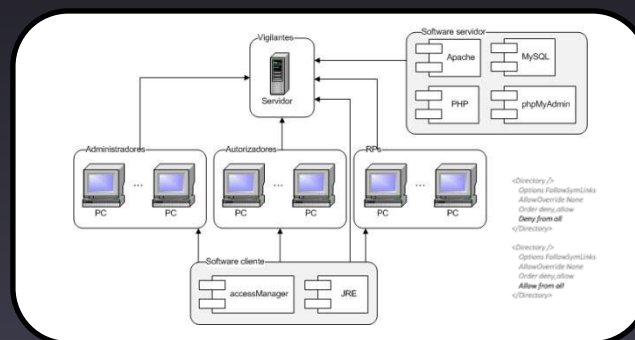 Vigilantes
Servidor
Software servidor
Apache
MySQL
PHP
phpMyAdmin
Administradores
PC
...
PC
Autorizadores
PC
...
PC
RPs
PC
...
PC
Software cliente
accessManager
JRE
<Directory />
Options FollowSymLinks
AllowOverride None
Order deny,allow
Deny from all
</Directory>
<Directory />
Options FollowSymLinks
AllowOverride None
Order deny,allow
Allow from all
</Directory>